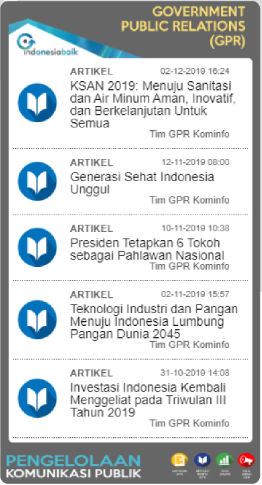 GOVERNMENT
PUBLIC RELATIONS
(GPR)
indonesiabaik
ARTIKEL 02-12-2019 16:24
KSAN 2019: Menuju Sanitasi
dan Air Minum Aman, Inovatif,
dan Berkelanjutan Untuk
Semua
Tim GPR Kominfo
ARTIKEL 12-11-2019 08:00
Generasi Sehat Indonesia
Unggul
Tim GPR Kominfo
ARTIKEL 10-11-2019 10:38
Presiden Tetapkan 6 Tokoh
sebagai Pahlawan Nasional
Tim GPR Kominfo
ARTIKEL 02-11-2019 15:57
Teknologi Industri dan Pangan
Menuju Indonesia Lumbung
Pangan Dunia 2045
Tim GPR Kominfo
ARTIKEL 31-10-2019 14:08
Investasi Indonesia Kembali
Menggeliat pada Triwulan III
Tahun 2019
Tim GPR Kominfo
PENGELOLAAN
KOMUNIKASI PUBLIK